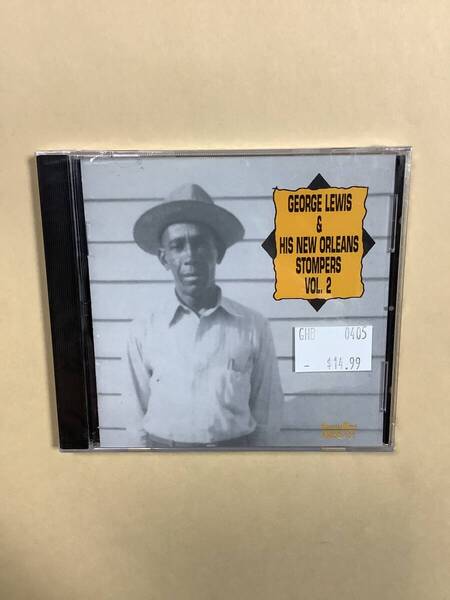 GEORGE LEWIS
&
HIS NEW ORLEANS
STOMPERS
VOL. 2
GHB 0405
- $14.99